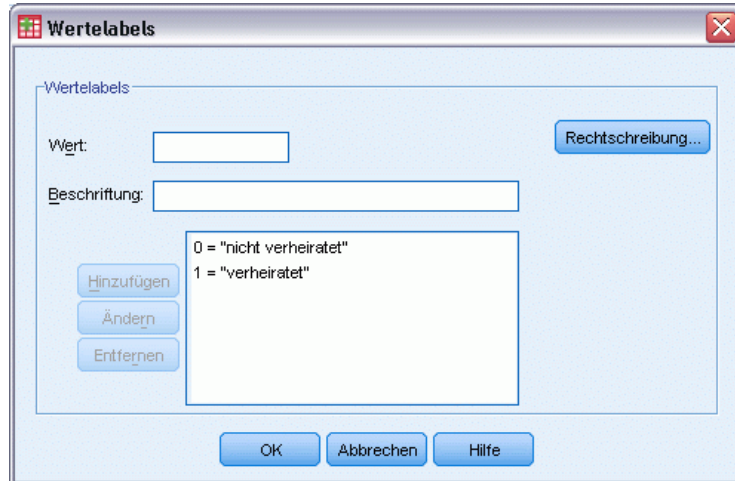 Wertelabels
Wertelabels
Wert:
Rechtschreibung...
Beschriftung:
0 = "nicht verheiratet"
1 = "verheiratet"
Hinzufügen
Ändern
Entfernen
OK
Abbrechen
Hilfe